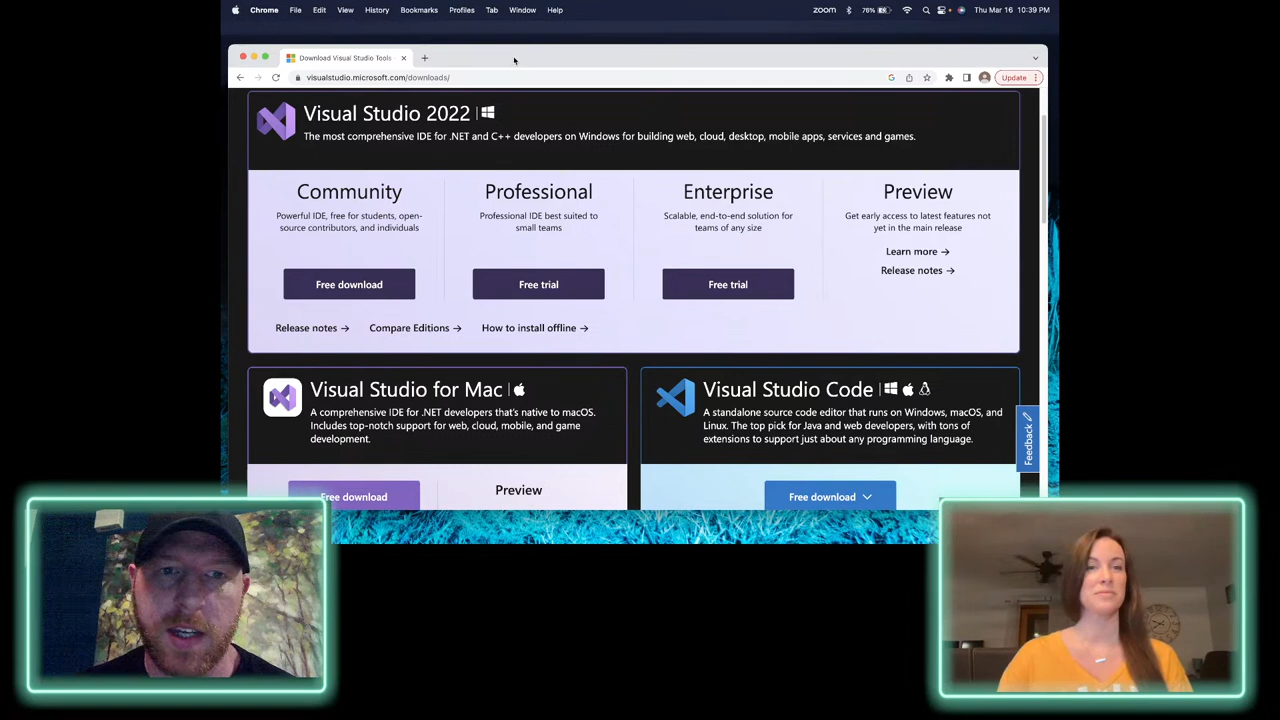 Chrome File Edit View History Bookmarks Profiles Tab Window Help zoom 76% Thu Mar 16 10:39 PM
Download Visual Studio Tools
visualstudio.microsoft.com/downloads/ Update
Visual Studio 2022
The most comprehensive IDE for .NET and C++ developers on Windows for building web, cloud, desktop, mobile apps, services and games.
Community
Powerful IDE, free for students, open-
source contributors, and individuals
Free download
Professional
Professional IDE best suited to
small teams
Free trial
Enterprise
Scalable, end-to-end solution for
teams of any size
Free trial
Preview
Get early access to latest features not
yet in the main release
Learn more →
Release notes →
Release notes → Compare Editions → How to install offline →
Visual Studio for Mac
A comprehensive IDE for .NET developers that's native to macOS.
Includes top-notch support for web, cloud, mobile, and game
development.
Free download
Preview
Visual Studio Code
A standalone source code editor that runs on Windows, macOS, and
Linux. The top pick for Java and web developers, with tons of
extensions to support just about any programming language.
Free download
Feedback